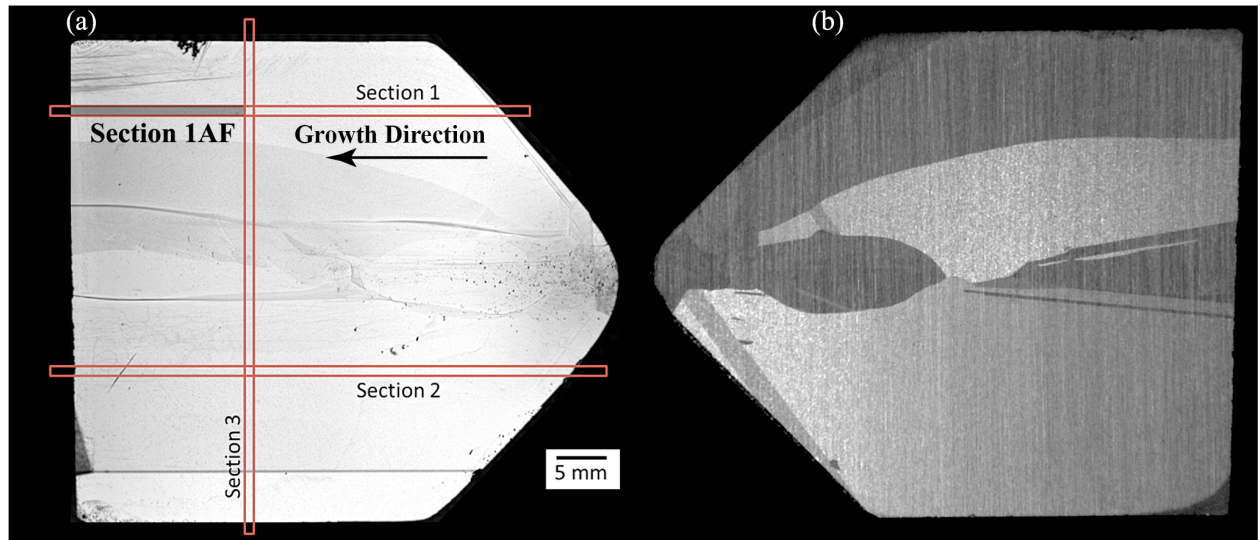 (a)
(b)
Section 1
Section 1AF
Growth Direction
Section 2
Section 3
5 mm